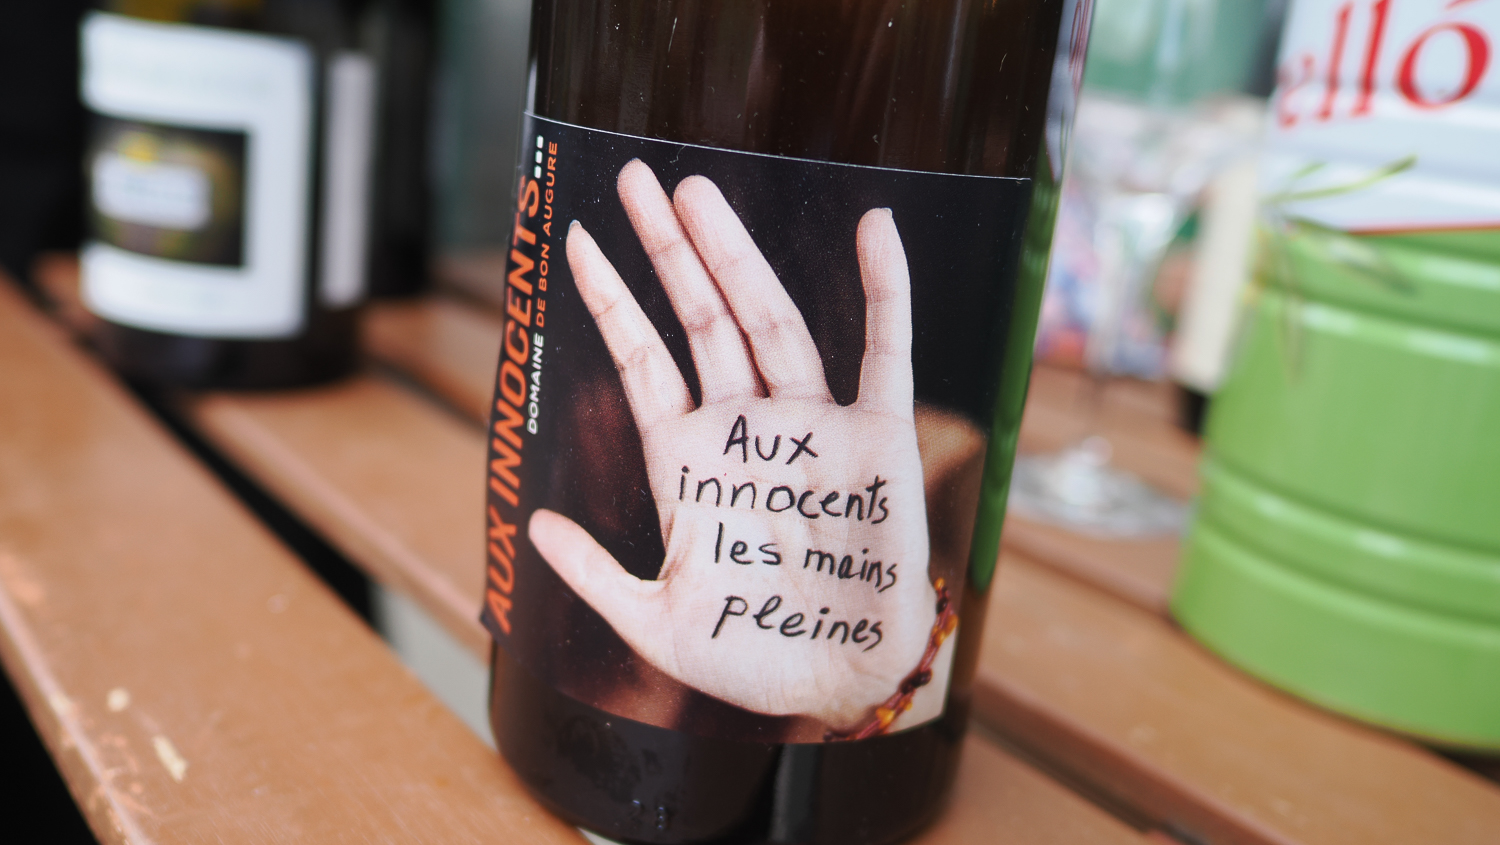 AUX INNOCENTS...
DOMAINE DE BON AUGURE
Aux
innocents
les mains
pleines